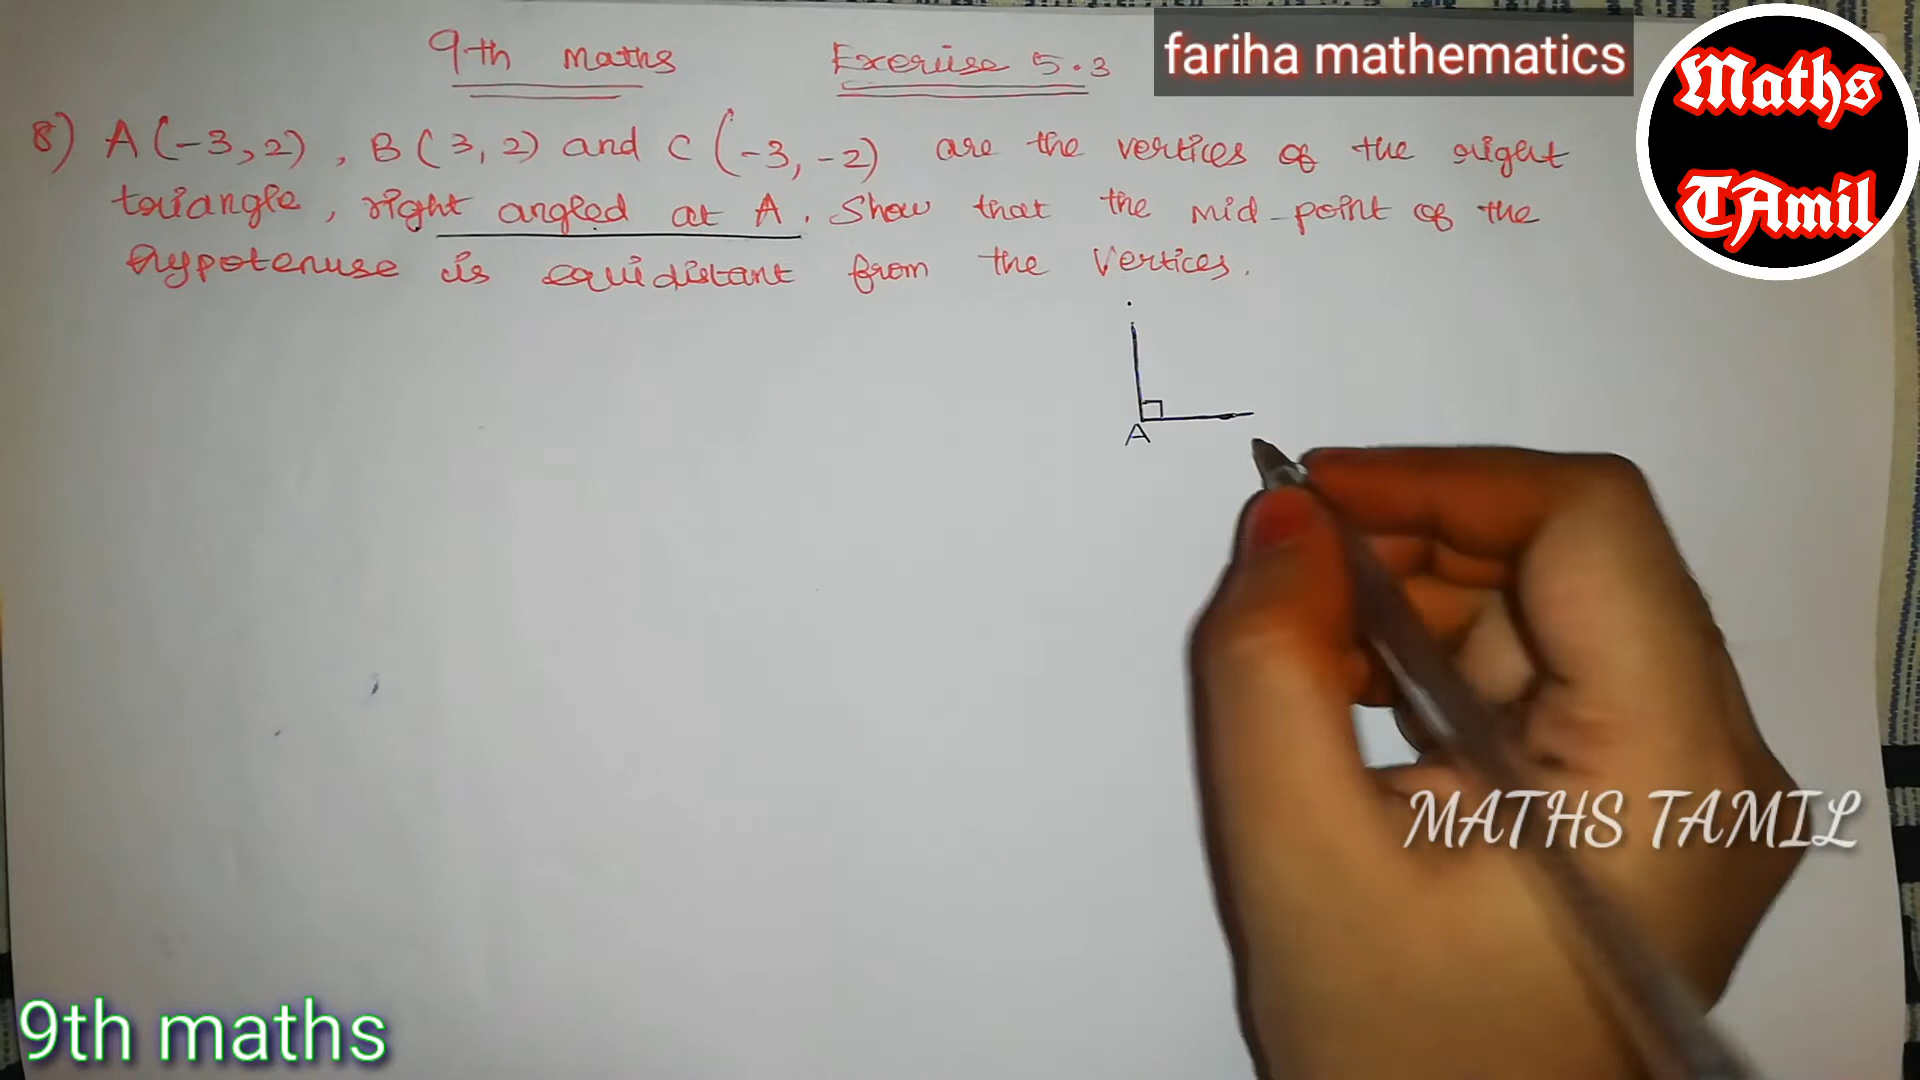 9th Maths Exercise 5.3
fariha mathematics
Maths
TAmil
8) A(-3,2), B(3,2) and C(-3,-2) are the vertices of the right
triangle, right angled at A. Show that the mid-point of the
hypotenuse is equidistant from the vertices.
A
MATHS TAMIL
9th maths